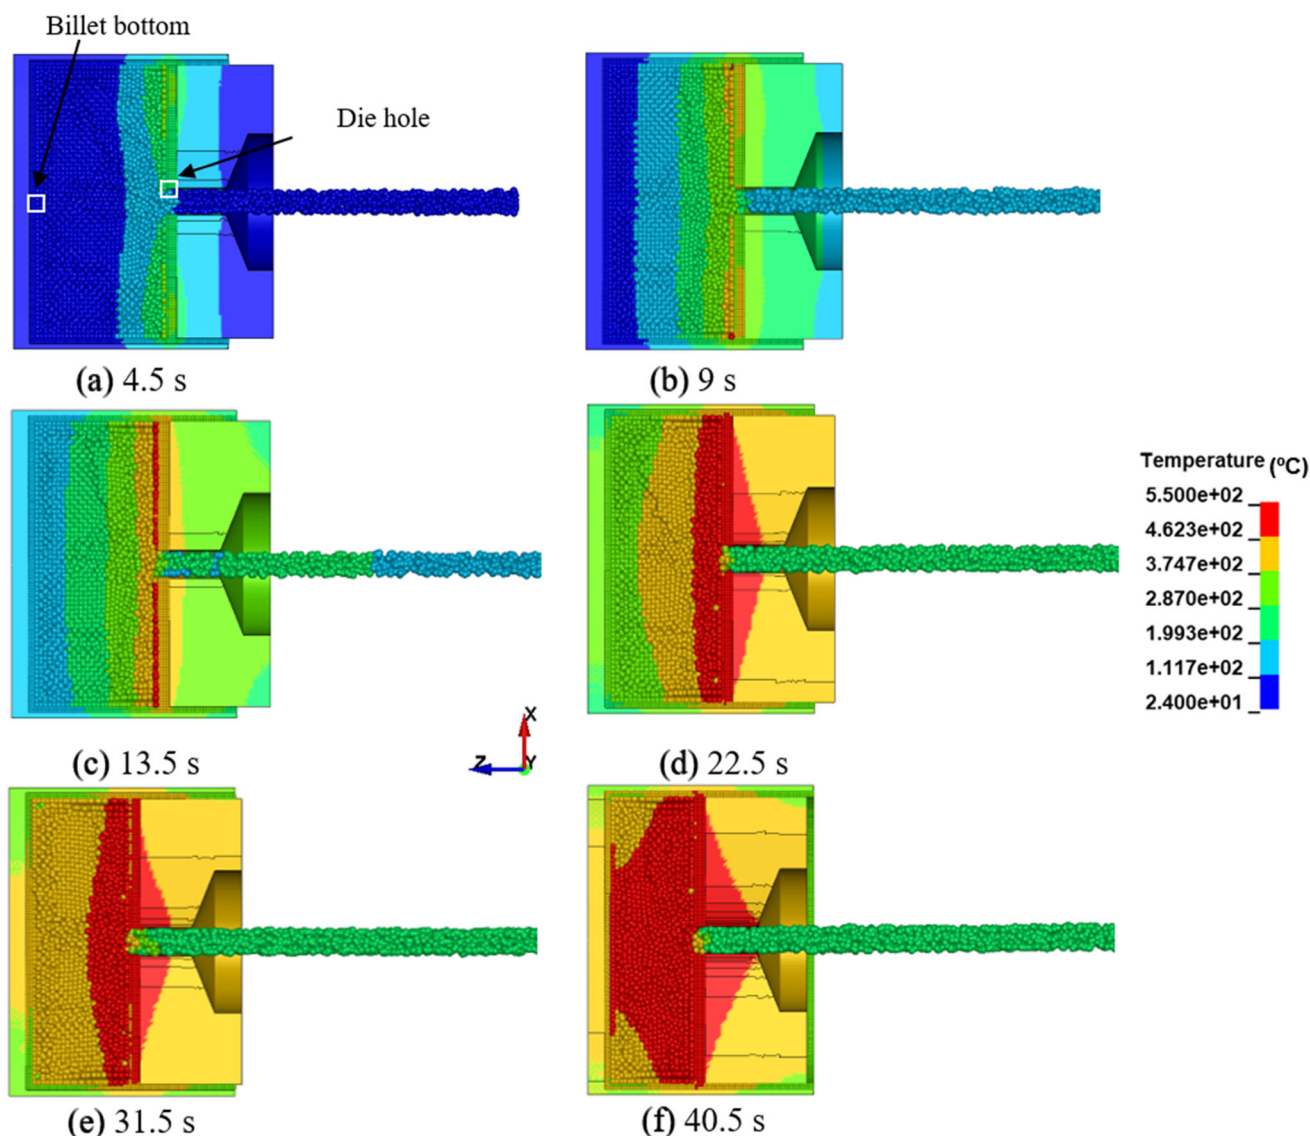 Billet bottom
Die hole
(a) 4.5 s
(b) 9 s
(c) 13.5 s
X
Z
Y
(d) 22.5 s
Temperature (ºC)
5.500e+02
4.623e+02
3.747e+02
2.870e+02
1.993e+02
1.117e+02
2.400e+01
(e) 31.5 s
(f) 40.5 s